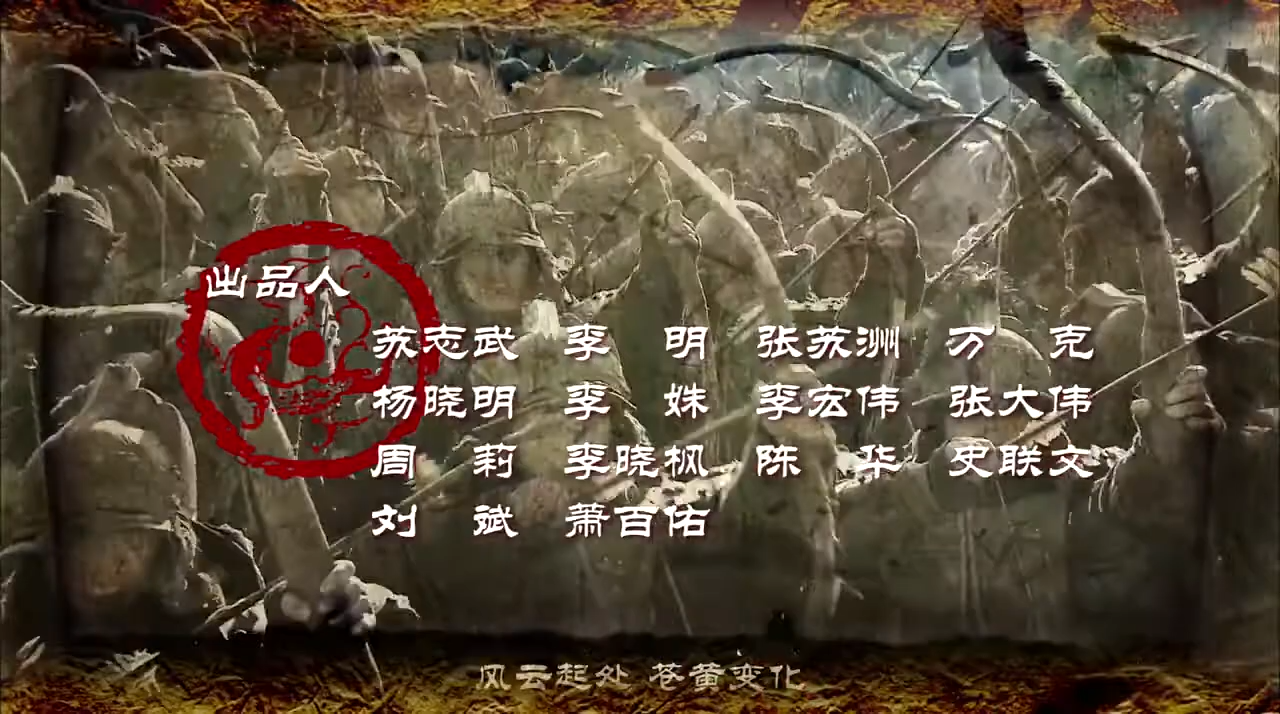 出品人
苏志武 李明 张苏洲 万克
杨晓明 李姝 李宏伟 张大伟
周莉 李晓枫 陈华 史联文
刘斌 萧百佑
风云起处 苍黄变化